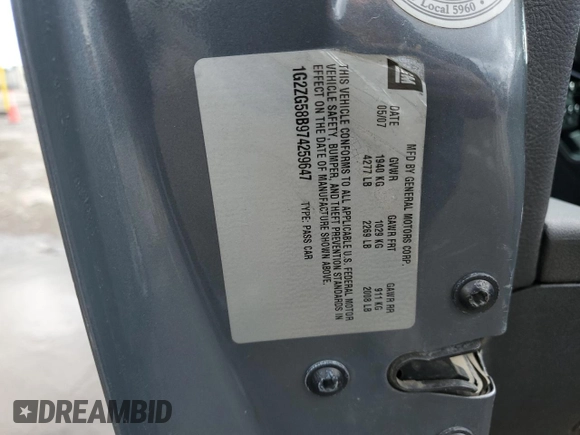 Local 5960
GM
MFD BY GENERAL MOTORS CORP.
DATE GVWR GAWR FRT GAWR RR
05/07 1940 KG 1029 KG 911 KG
4277 LB 2269 LB 2008 LB
THIS VEHICLE CONFORMS TO ALL APPLICABLE U.S. FEDERAL MOTOR
VEHICLE SAFETY, BUMPER, AND THEFT PREVENTION STANDARDS IN
EFFECT ON THE DATE OF MANUFACTURE SHOWN ABOVE.
1G2ZG58B974259647 TYPE: PASS CAR
DREAMBID